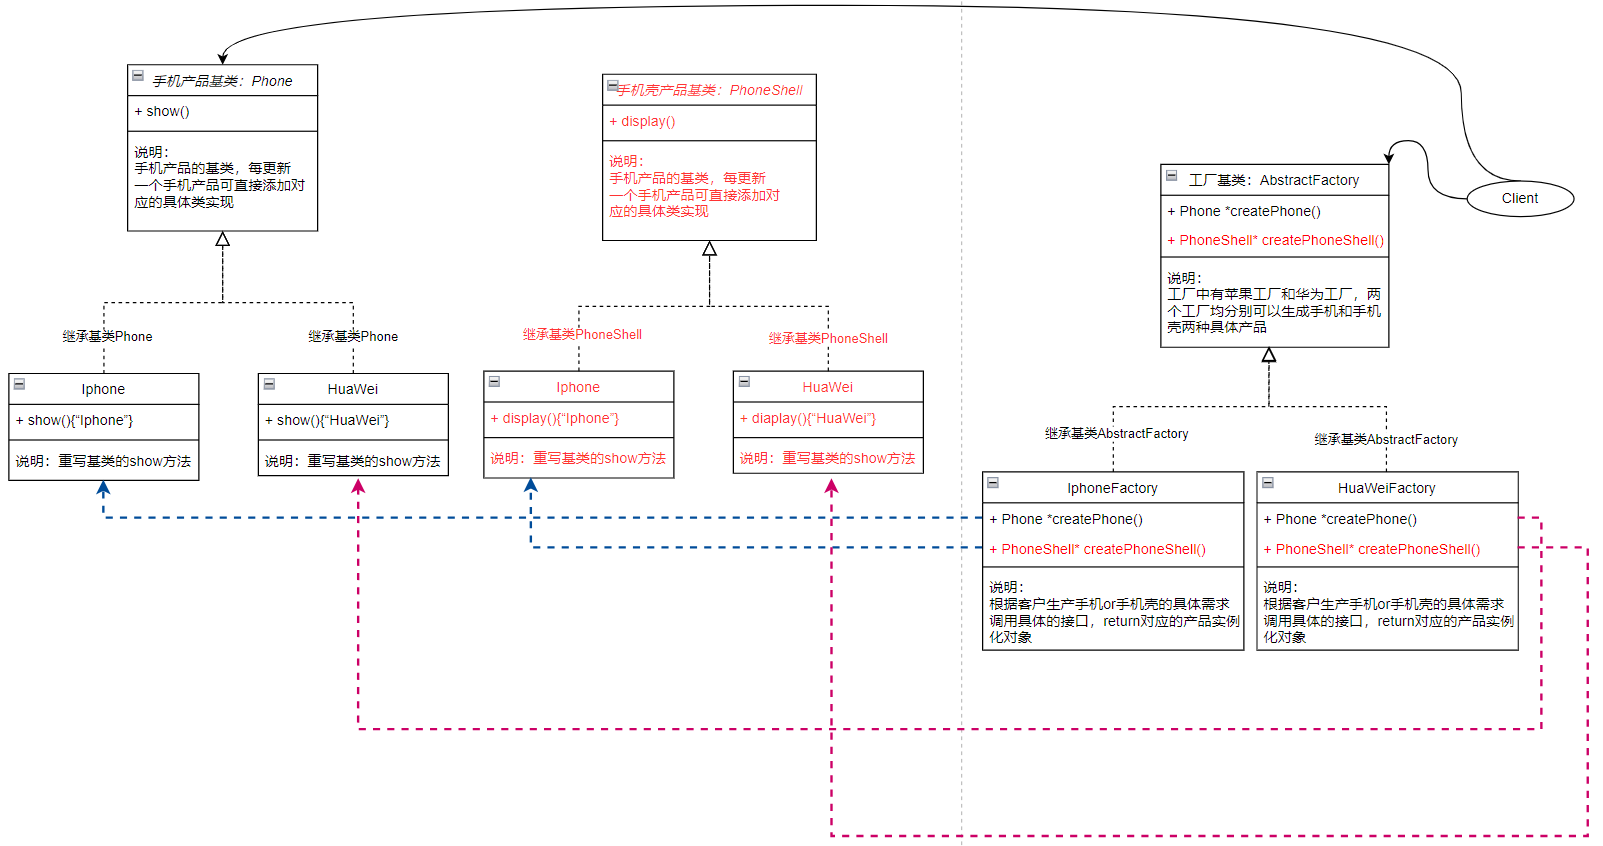 手机产品基类：Phone
+ show()
说明：
手机产品的基类，每更新
一个手机产品可直接添加对
应的具体类实现
手机壳产品基类：PhoneShell
+ display()
说明：
手机产品的基类，每更新
一个手机产品可直接添加对
应的具体类实现
工厂基类：AbstractFactory
+ Phone *createPhone()
+ PhoneShell* createPhoneShell()
说明：
工厂中有苹果工厂和华为工厂，两
个工厂均分别可以生成手机和手机
壳两种具体产品
Client
继承基类Phone
继承基类Phone
继承基类PhoneShell
继承基类PhoneShell
继承基类AbstractFactory
继承基类AbstractFactory
Iphone
+ show(){“Iphone”}
说明：重写基类的show方法
HuaWei
+ show(){“HuaWei”}
说明：重写基类的show方法
Iphone
+ display(){“Iphone”}
说明：重写基类的show方法
HuaWei
+ diaplay(){“HuaWei”}
说明：重写基类的show方法
IphoneFactory
+ Phone *createPhone()
+ PhoneShell* createPhoneShell()
说明：
根据客户生产手机or手机壳的具体需求
调用具体的接口，return对应的产品实例
化对象
HuaWeiFactory
+ Phone *createPhone()
+ PhoneShell* createPhoneShell()
说明：
根据客户生产手机or手机壳的具体需求
调用具体的接口，return对应的产品实例
化对象